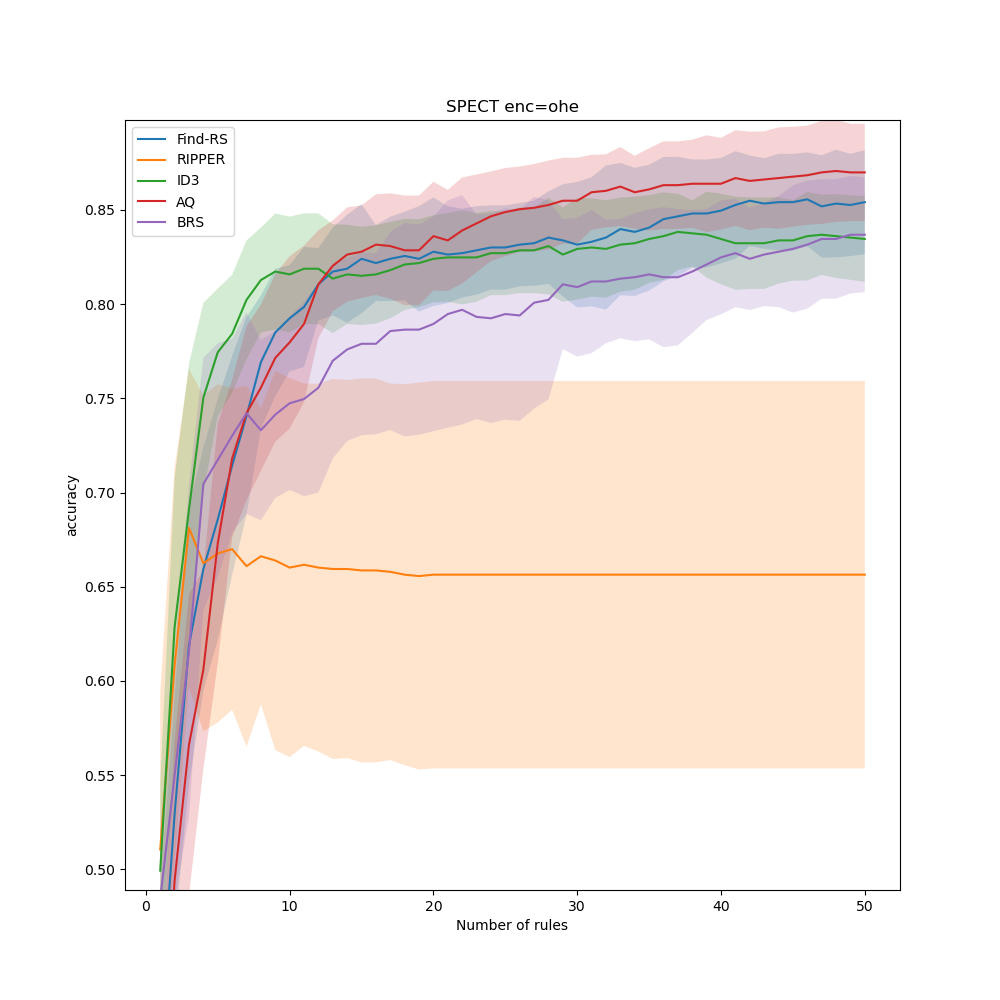 SPECT enc=ohe
Find-RS
RIPPER
ID3
AQ
BRS
accuracy
0.85
0.80
0.75
0.70
0.65
0.60
0.55
0.50
0 10 20 30 40 50
Number of rules